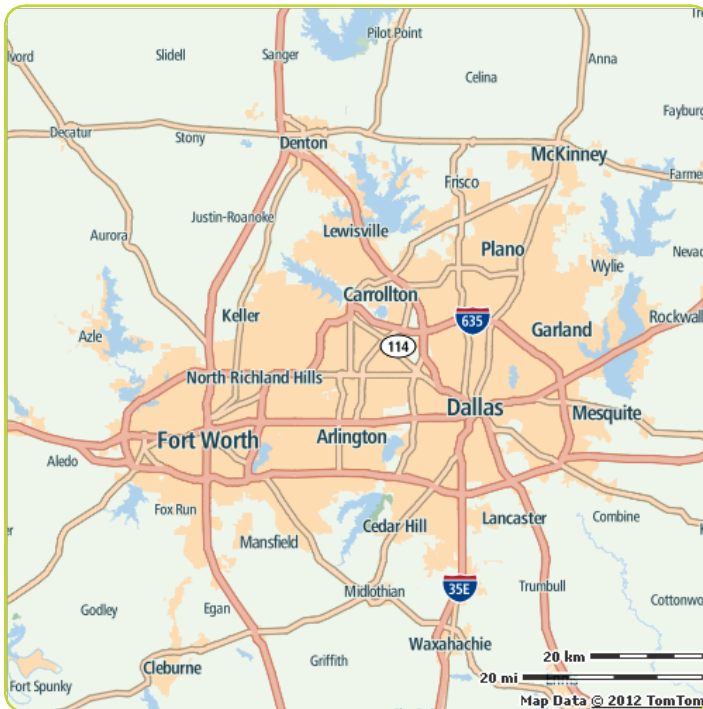 Pilot Point
lvord
Slidell
Sanger
Anna
Celina
Fayburg
Decatur
Stony
Denton
McKinney
Farmer
Frisco
Justin-Roanoke
Lewisville
Aurora
Plano
Nevad
Wylie
Carrollton
Keller
635
Garland
Rockwall
Azle
114
North Richland Hills
Dallas
Mesquite
Fort Worth
Arlington
Aledo
Fox Run
Cedar Hill
Lancaster
Combine
Mansfield
35E
Trumbull
Midlothian
Cottonwo
Godley
Egan
Waxahachie
Griffith
20 km
Cleburne
Fort Spunky
20 mi
Ennis
Map Data © 2012 TomTom